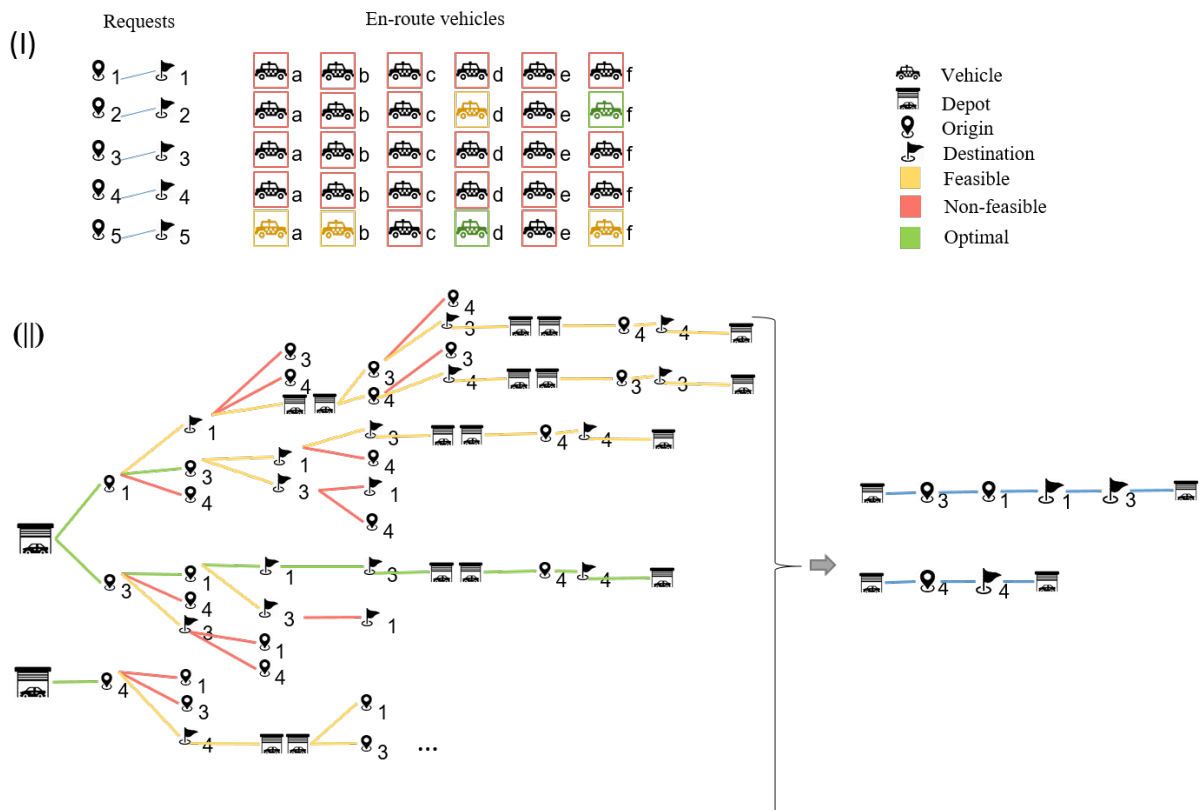 Requests En-route vehicles
(I)
1 1 a b c d e f Vehicle
2 2 a b c d e f Depot
Origin
3 3 a b c d e f Destination
4 4 a b c d e f Feasible
Non-feasible
5 5 a b c d e f Optimal
(||)
4
3 4 4
3 3
4 3
4 4 3
1
3 4 4
1
3 4
1 3 1
4
4
3 1
1 1 3 4 4
3 4
3 1
3 1
4
4 1
3
1
4 3 ...
3 1 1 3
4 4